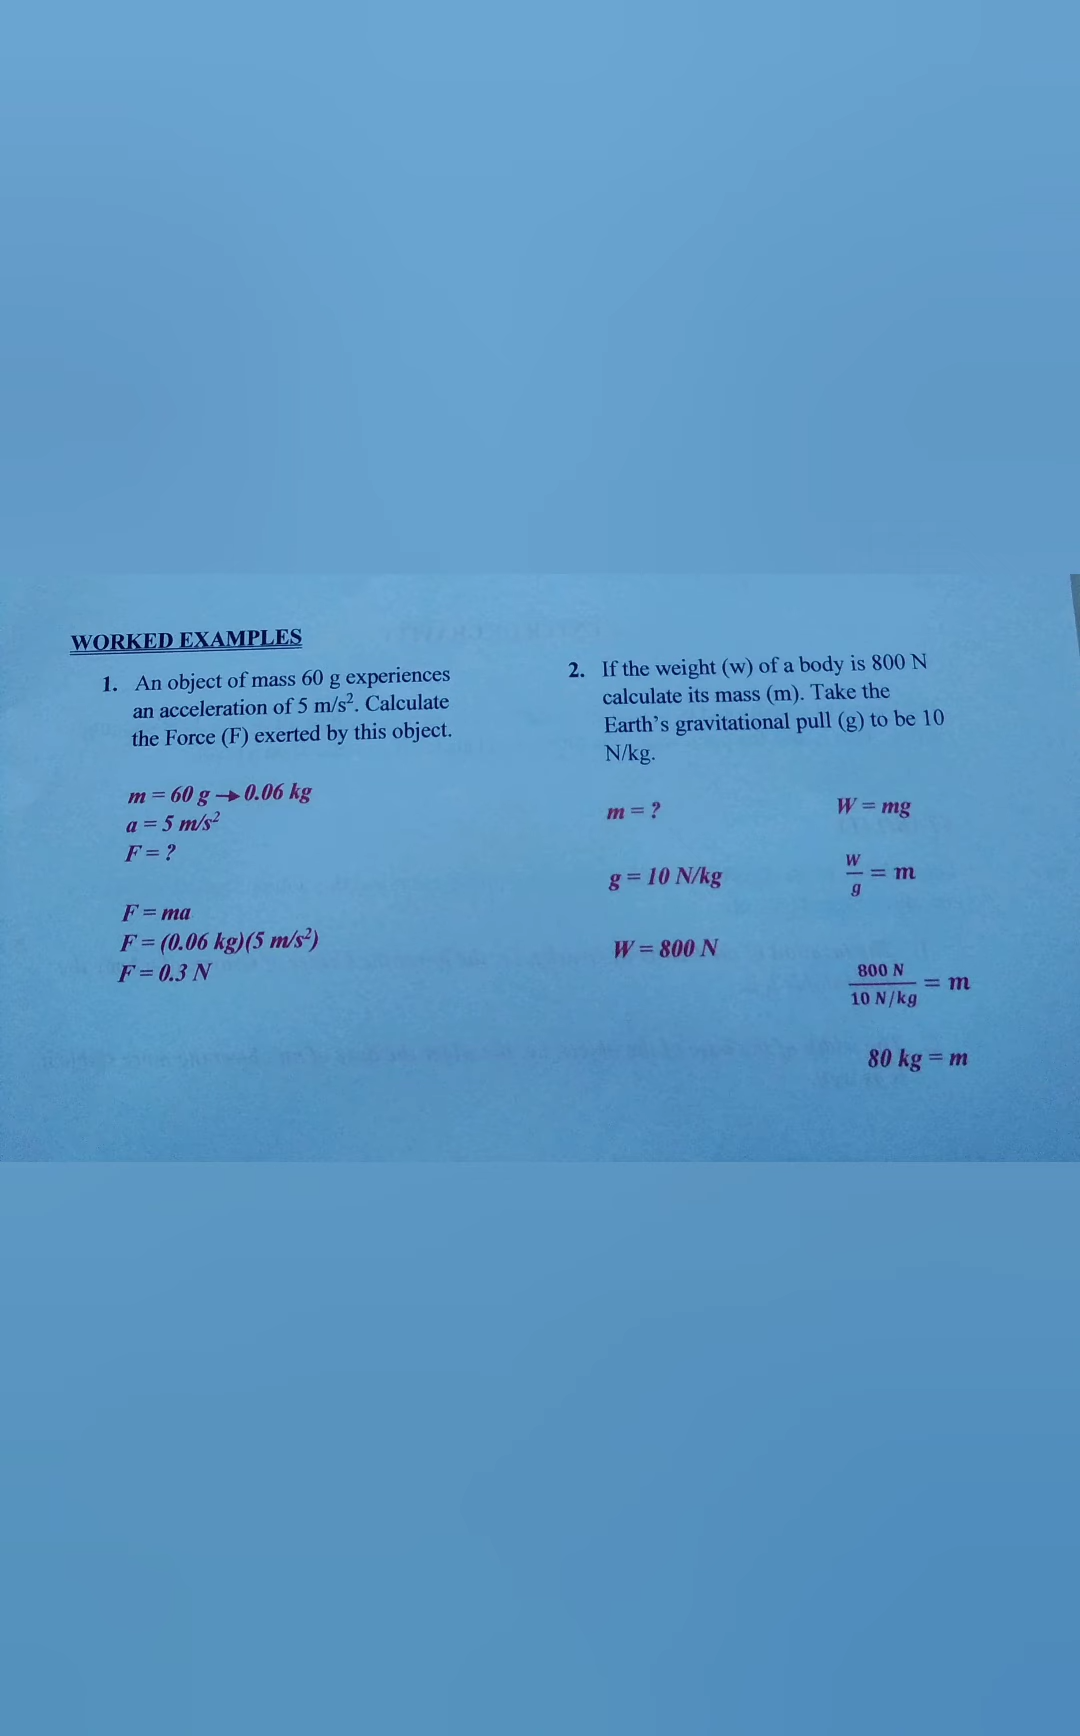 WORKED EXAMPLES
1. An object of mass 60 g experiences
an acceleration of 5 m/s². Calculate
the Force (F) exerted by this object.
m = 60 g → 0.06 kg
a = 5 m/s²
F = ?
F = ma
F = (0.06 kg)(5 m/s²)
F = 0.3 N
2. If the weight (w) of a body is 800 N
calculate its mass (m). Take the
Earth's gravitational pull (g) to be 10
N/kg.
m = ?
g = 10 N/kg
W = 800 N
W = mg
W
g
= m
800 N
10 N/kg
= m
80 kg = m